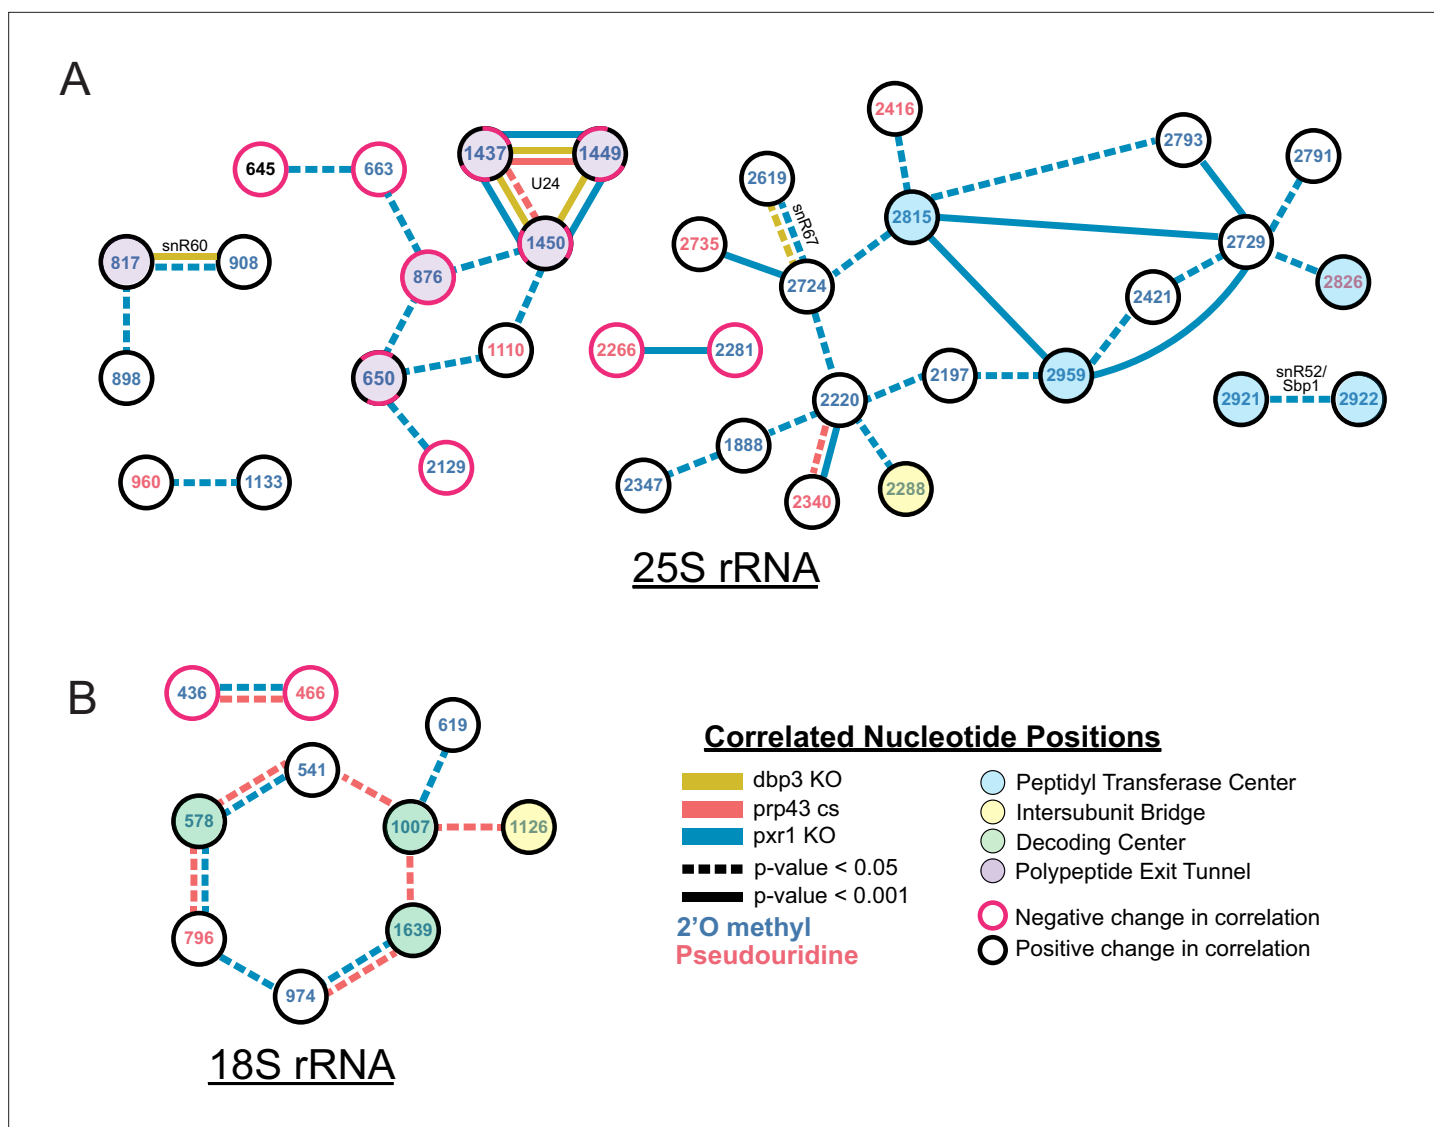 A
2416
2793
2791
1437
1449
645
663
U24
2619
snR67
2815
2735
1450
2729
817
snR60
908
876
2724
2826
2421
2266
2281
1110
898
650
2197
2959
snR52/
Sbp1
2921
2922
2220
1888
2129
960
1133
2347
2340
2288
25S rRNA
B
436
466
619
541
578
1007
1126
796
1639
974
18S rRNA
Correlated Nucleotide Positions
dbp3 KO
prp43 cs
pxr1 KO
p-value < 0.05
p-value < 0.001
2’O methyl
Pseudouridine
Peptidyl Transferase Center
Intersubunit Bridge
Decoding Center
Polypeptide Exit Tunnel
Negative change in correlation
Positive change in correlation